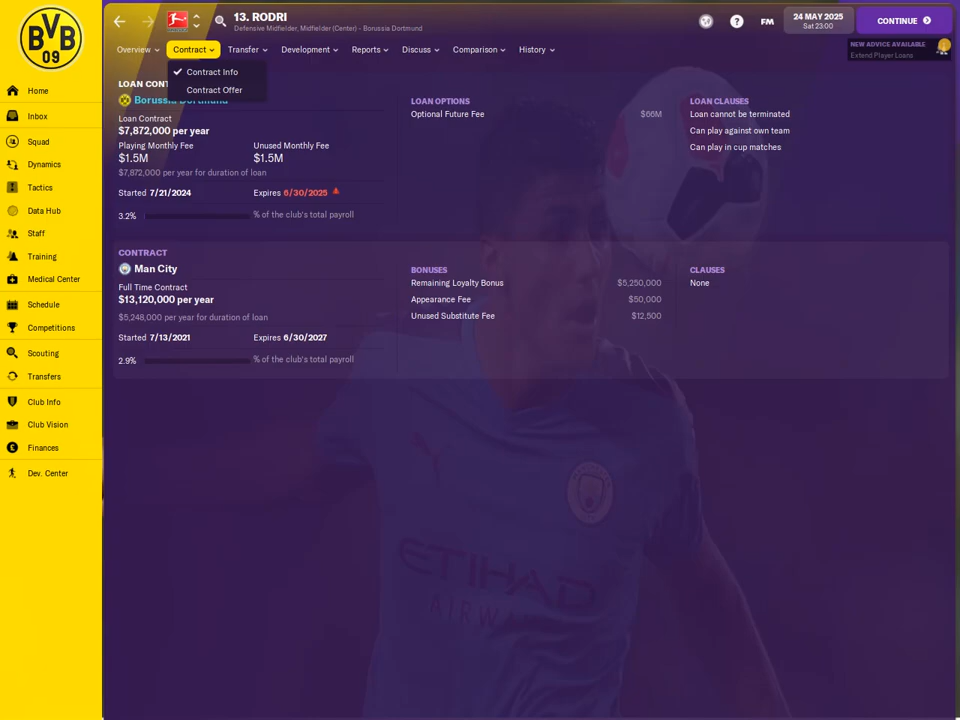 BVB
09
13. RODRI
Defensive Midfielder, Midfielder (Center) - Borussia Dortmund
?
FM
24 MAY 2025
Sat 23:00
CONTINUE
Overview
Contract
Transfer
Development
Reports
Discuss
Comparison
History
NEW ADVICE AVAILABLE
Extend Player Loans
Contract Info
Contract Offer
Home
Inbox
Squad
Dynamics
Tactics
Data Hub
Staff
Training
Medical Center
Schedule
Competitions
Scouting
Transfers
Club Info
Club Vision
Finances
Dev. Center
LOAN CONT
Borussia Dortmund
Loan Contract
$7,872,000 per year
Playing Monthly Fee
Unused Monthly Fee
$1.5M
$1.5M
$7,872,000 per year for duration of loan
Started 7/21/2024
Expires 6/30/2025
3.2%
% of the club's total payroll
LOAN OPTIONS
Optional Future Fee
$66M
LOAN CLAUSES
Loan cannot be terminated
Can play against own team
Can play in cup matches
CONTRACT
Man City
Full Time Contract
$13,120,000 per year
$5,248,000 per year for duration of loan
Started 7/13/2021
Expires 6/30/2027
2.9%
% of the club's total payroll
BONUSES
Remaining Loyalty Bonus
$5,250,000
Appearance Fee
$50,000
Unused Substitute Fee
$12,500
CLAUSES
None
ETIHAD
AIRWAY